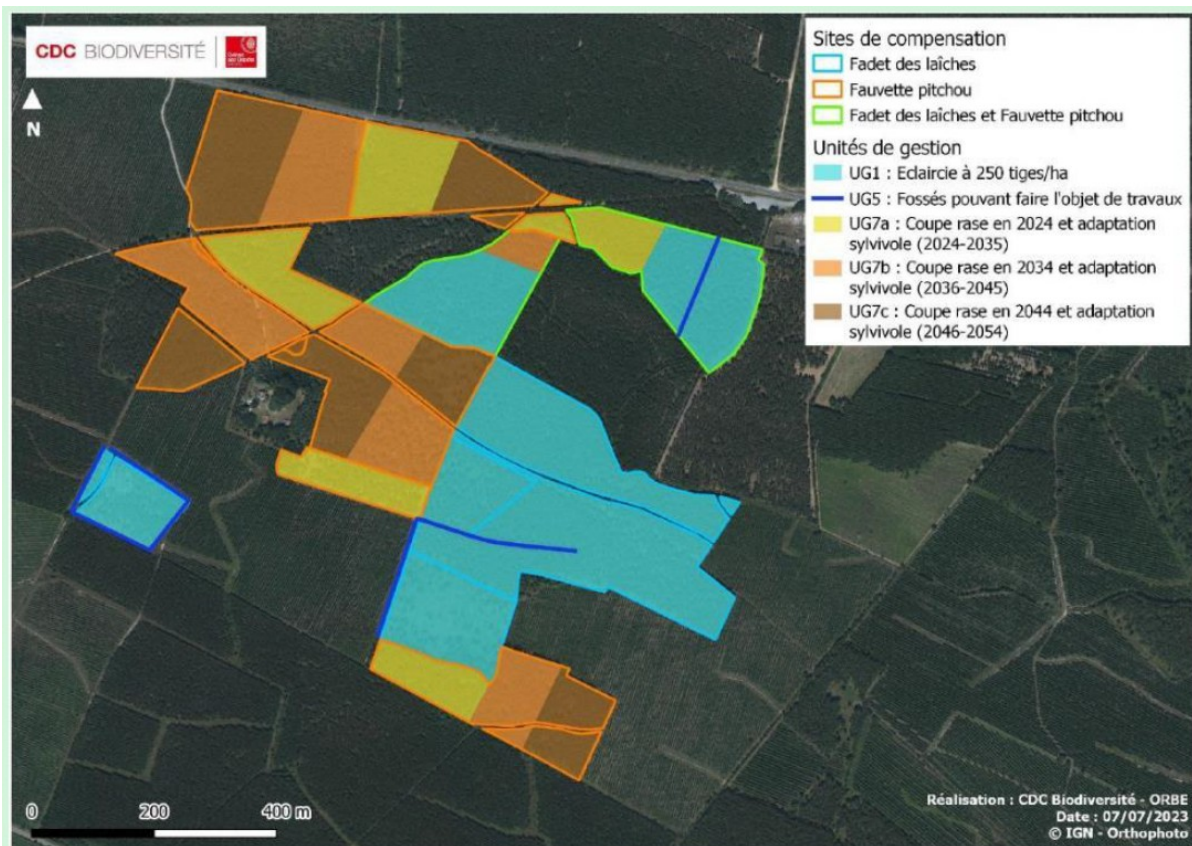 CDC BIODIVERSITÉ
N
Sites de compensation
Fadet des laîches
Fauvette pitchou
Fadet des laîches et Fauvette pitchou
Unités de gestion
UG1 : Eclaircie à 250 tiges/ha
UG5 : Fossés pouvant faire l'objet de travaux
UG7a : Coupe rase en 2024 et adaptation
sylvivole (2024-2035)
UG7b : Coupe rase en 2034 et adaptation
sylvivole (2036-2045)
UG7c : Coupe rase en 2044 et adaptation
sylvivole (2046-2054)
0 200 400 m
Réalisation : CDC Biodiversité - ORBE
Date : 07/07/2023
© IGN - Orthophoto